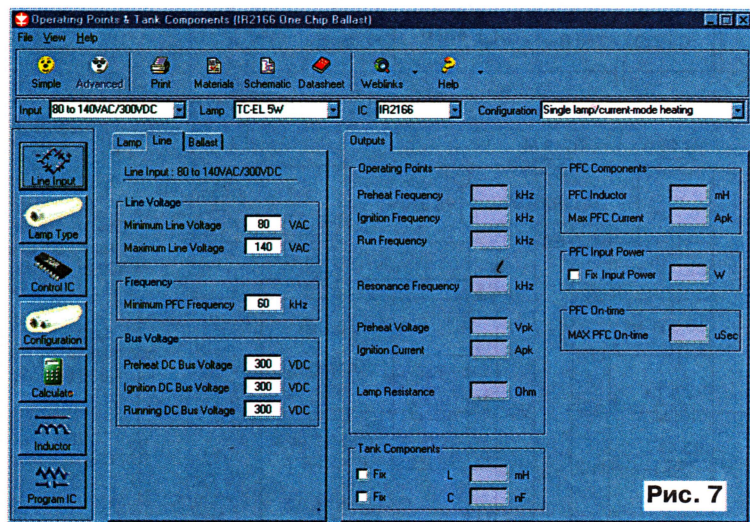 Operating Points & Tank Components (IR2166 One Chip Ballast)
File View Help
Simple Advanced Print Materials Schematic Datasheet Weblinks Help
Input 80 to 140VAC/300VDC Lamp TC-EL 5W IC IR2166 Configuration Single lamp/current-mode heating
Line Input
Lamp Type
Control IC
Configuration
Calculate
Inductor
Program IC
Lamp Line Ballast
Line Input : 80 to 140VAC/300VDC
Line Voltage
Minimum Line Voltage 80 VAC
Maximum Line Voltage 140 VAC
Frequency
Minimum PFC Frequency 60 kHz
Bus Voltage
Preheat DC Bus Voltage 300 VDC
Ignition DC Bus Voltage 300 VDC
Running DC Bus Voltage 300 VDC
Outputs
Operating Points
Preheat Frequency kHz
Ignition Frequency kHz
Run Frequency kHz
Resonance Frequency kHz
Preheat Voltage Vpk
Ignition Current Apk
Lamp Resistance Ohm
Tank Components
Fix L mH
Fix C nF
PFC Components
PFC Inductor mH
Max PFC Current Apk
PFC Input Power
Fix Input Power W
PFC On-time
MAX PFC On-time uSec
Рис. 7